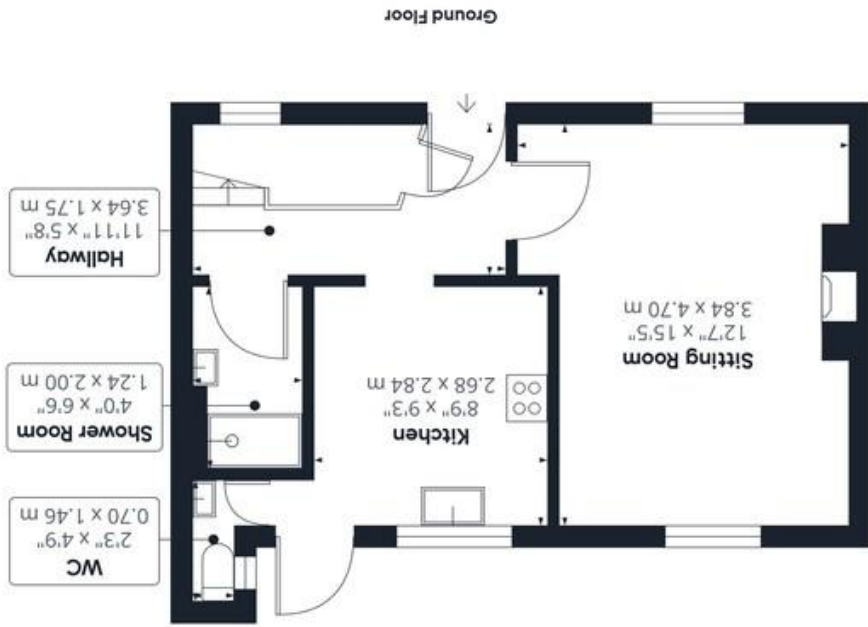 WC
2'3" x 4'9"
0.70 x 1.46 m
Kitchen
8'9" x 9'3"
2.68 x 2.84 m
Shower Room
4'0" x 6'6"
1.24 x 2.00 m
Sitting Room
12'7" x 15'5"
3.84 x 4.70 m
Hallway
11'11" x 5'8"
3.64 x 1.75 m
Ground Floor